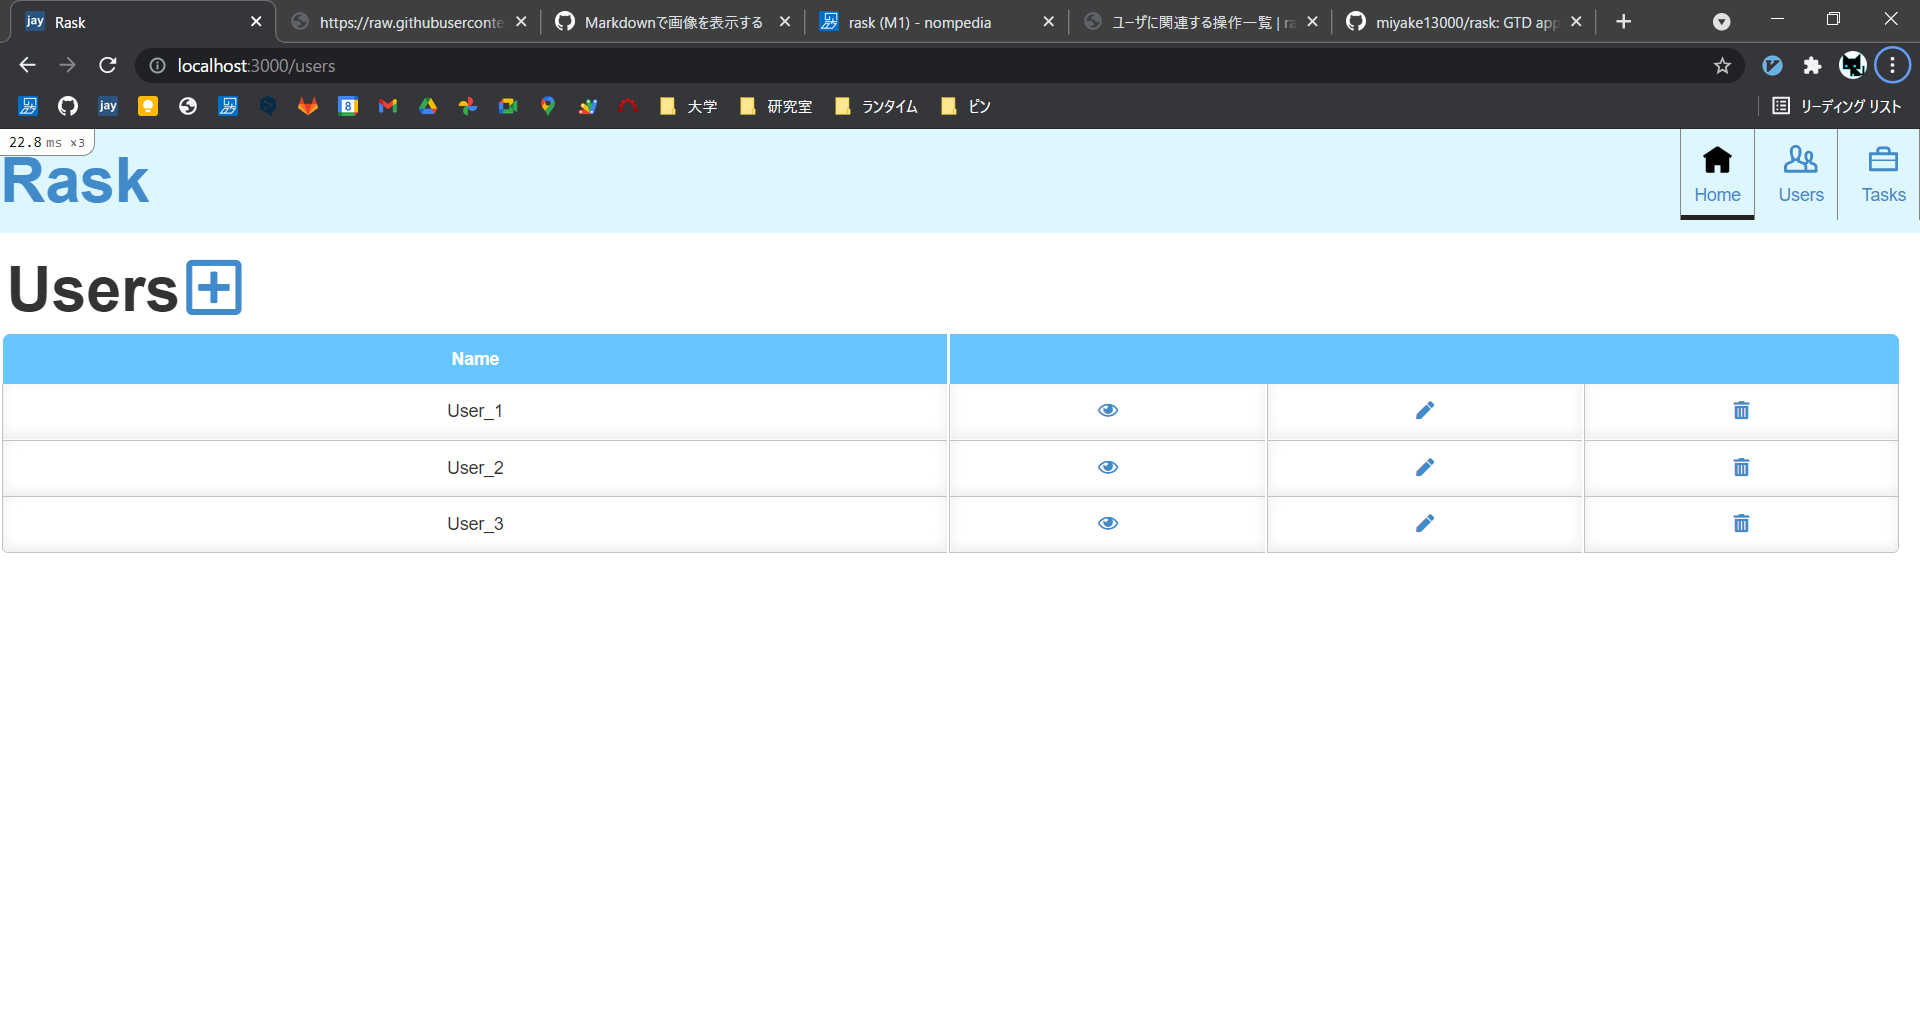 jay Rask
https://raw.githubuserconte
Markdownで画像を表示する
rask (M1) - nompedia
ユーザに関連する操作一覧 | ra
miyake13000/rask: GTD app
localhost:3000/users
jay
8
大学
研究室
ランタイム
ピン
リーディング リスト
22.8 ms ×3
Rask
Home
Users
Tasks
Users
Name
User_1
User_2
User_3